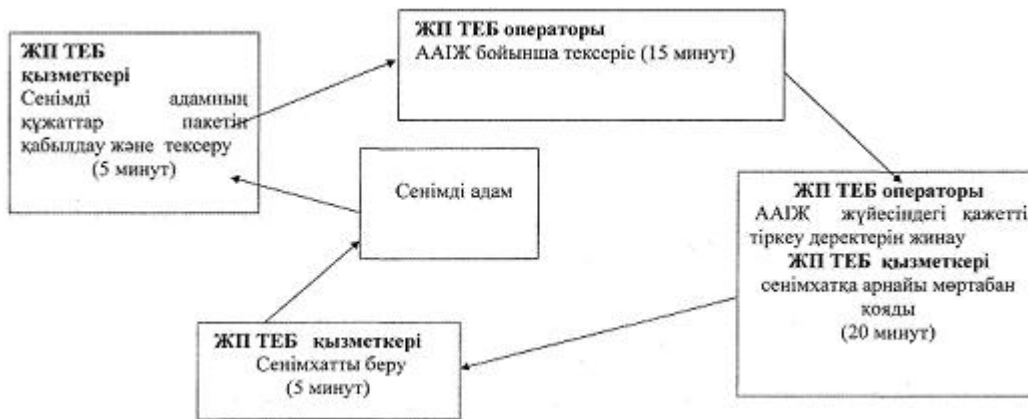 ЖП ТЕБ
қызметкері
Сенімді адамның
құжаттар пакетін
қабылдау және тексеру
(5 минут)
ЖП ТЕБ операторы
ААІЖ бойынша тексеріс (15 минут)
Сенімді адам
ЖП ТЕБ операторы
ААІЖ жүйесіндегі қажетті
тіркеу деректерін жинау
ЖП ТЕБ қызметкері
сенімхатқа арнайы мөртабан
қояды
(20 минут)
ЖП ТЕБ қызметкері
Сенімхатты беру
(5 минут)